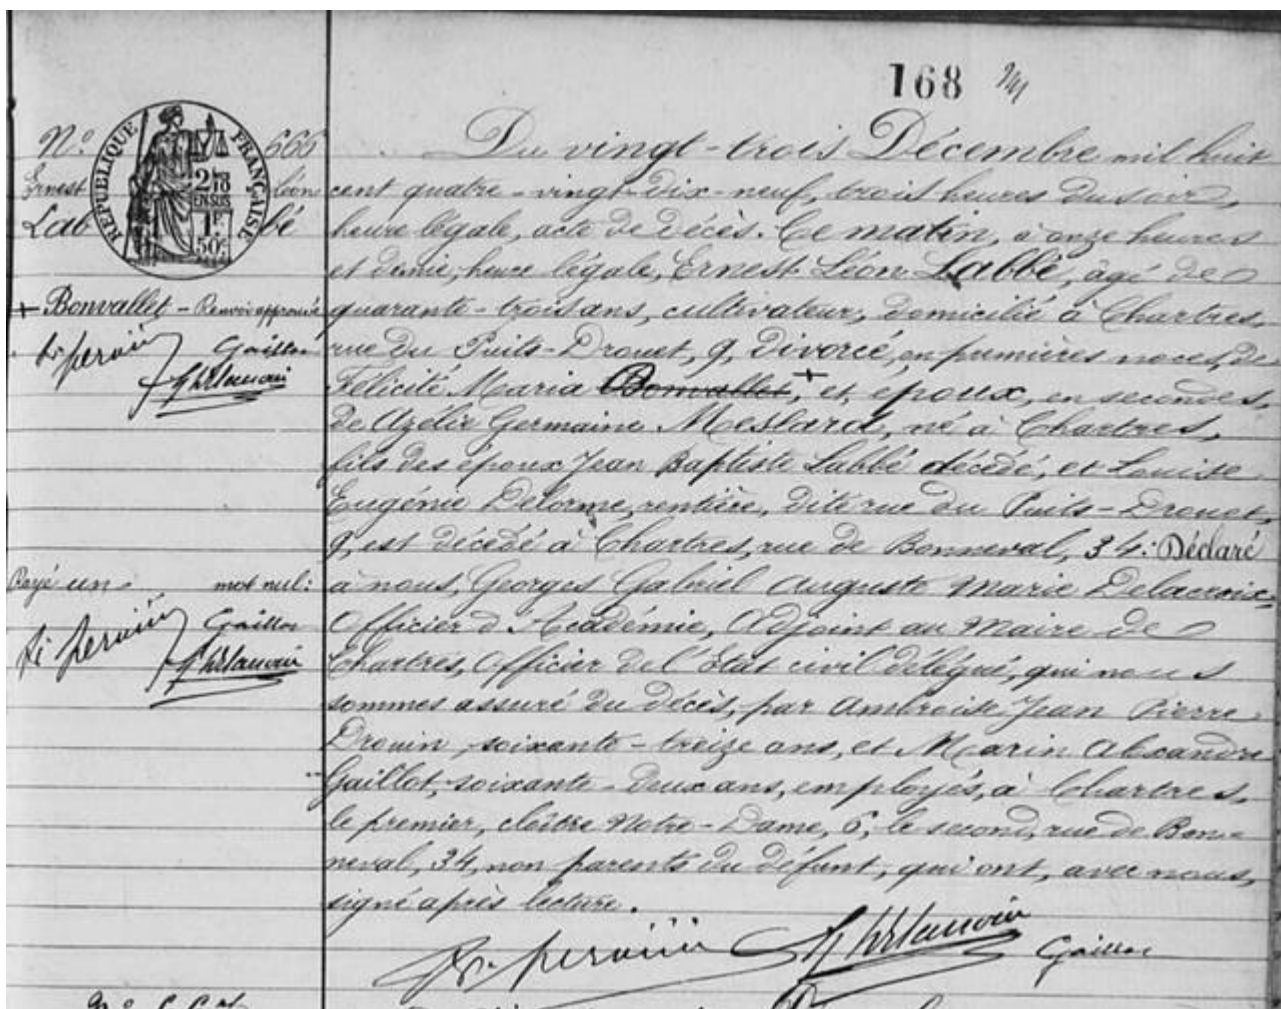 168
N° 666
Ernest Léon
Labbé
RÉPUBLIQUE FRANÇAISE
2/10
EN SUS
1F.
50c.
+ Bonvallet - Renvoi approuvé
Gaillot
Rayé un mot nul:
Gaillot
Du vingt-trois Décembre mil huit
cent quatre-vingt-dix-neuf, trois heures du soir,
heure légale, acte de décès. Ce matin, à onze heures
et demie, heure légale, Ernest Léon Labbé, âgé de
quarante-trois ans, cultivateur, domicilié à Chartres,
rue du Puits-Drouet, 9, Divorcé, en premières noces, de
Félicité Maria Bonvallet, + et, époux, en secondes,
de Azélie Germaine Meslard, né à Chartres,
fils des époux Jean Baptiste Labbé décédé, et Louise
Eugénie Delorme, rentière, dite rue du Puits-Drouet,
9, est décédé à Chartres, rue de Bonneval, 34: Déclaré
à nous, Georges Gabriel Auguste Marie Delacroix,
Officier d'Académie, Adjoint au Maire de
Chartres, Officier de l'Etat civil délégué, qui nous
sommes assuré du décès, par Ambroise Jean Pierre
Drouin, soixante-treize ans, et Marin Alexandre
Gaillot, soixante-deux ans, employés, à Chartres,
le premier, cloître Notre-Dame, 6, le second, rue de Bon-
neval, 34, non parents du défunt, qui ont, avec nous,
signé après lecture.
Gaillot